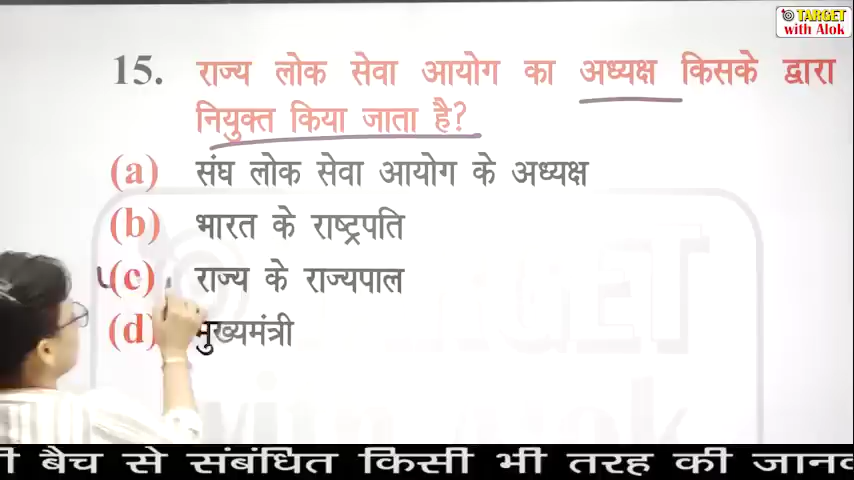 TARGET
with Alok
15. राज्य लोक सेवा आयोग का अध्यक्ष किसके द्वारा
नियुक्त किया जाता है?
(a) संघ लोक सेवा आयोग के अध्यक्ष
(b) भारत के राष्ट्रपति
(c) राज्य के राज्यपाल
(d) मुख्यमंत्री
बैच से संबंधित किसी भी तरह की